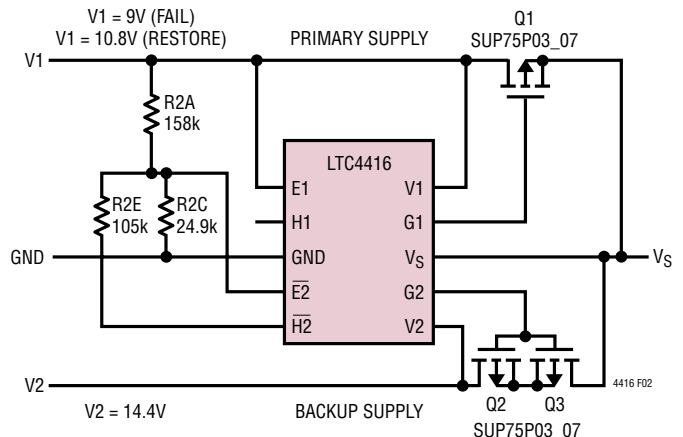 V1 = 9V (FAIL)
V1 = 10.8V (RESTORE)
PRIMARY SUPPLY
Q1
SUP75P03_07
V1
R2A
158k
LTC4416
E1
V1
R2E
105k
R2C
24.9k
H1
G1
GND
GND
VS
VS
E2
G2
H2
V2
V2
4416 F02
V2 = 14.4V
BACKUP SUPPLY
Q2
Q3
SUP75P03_07